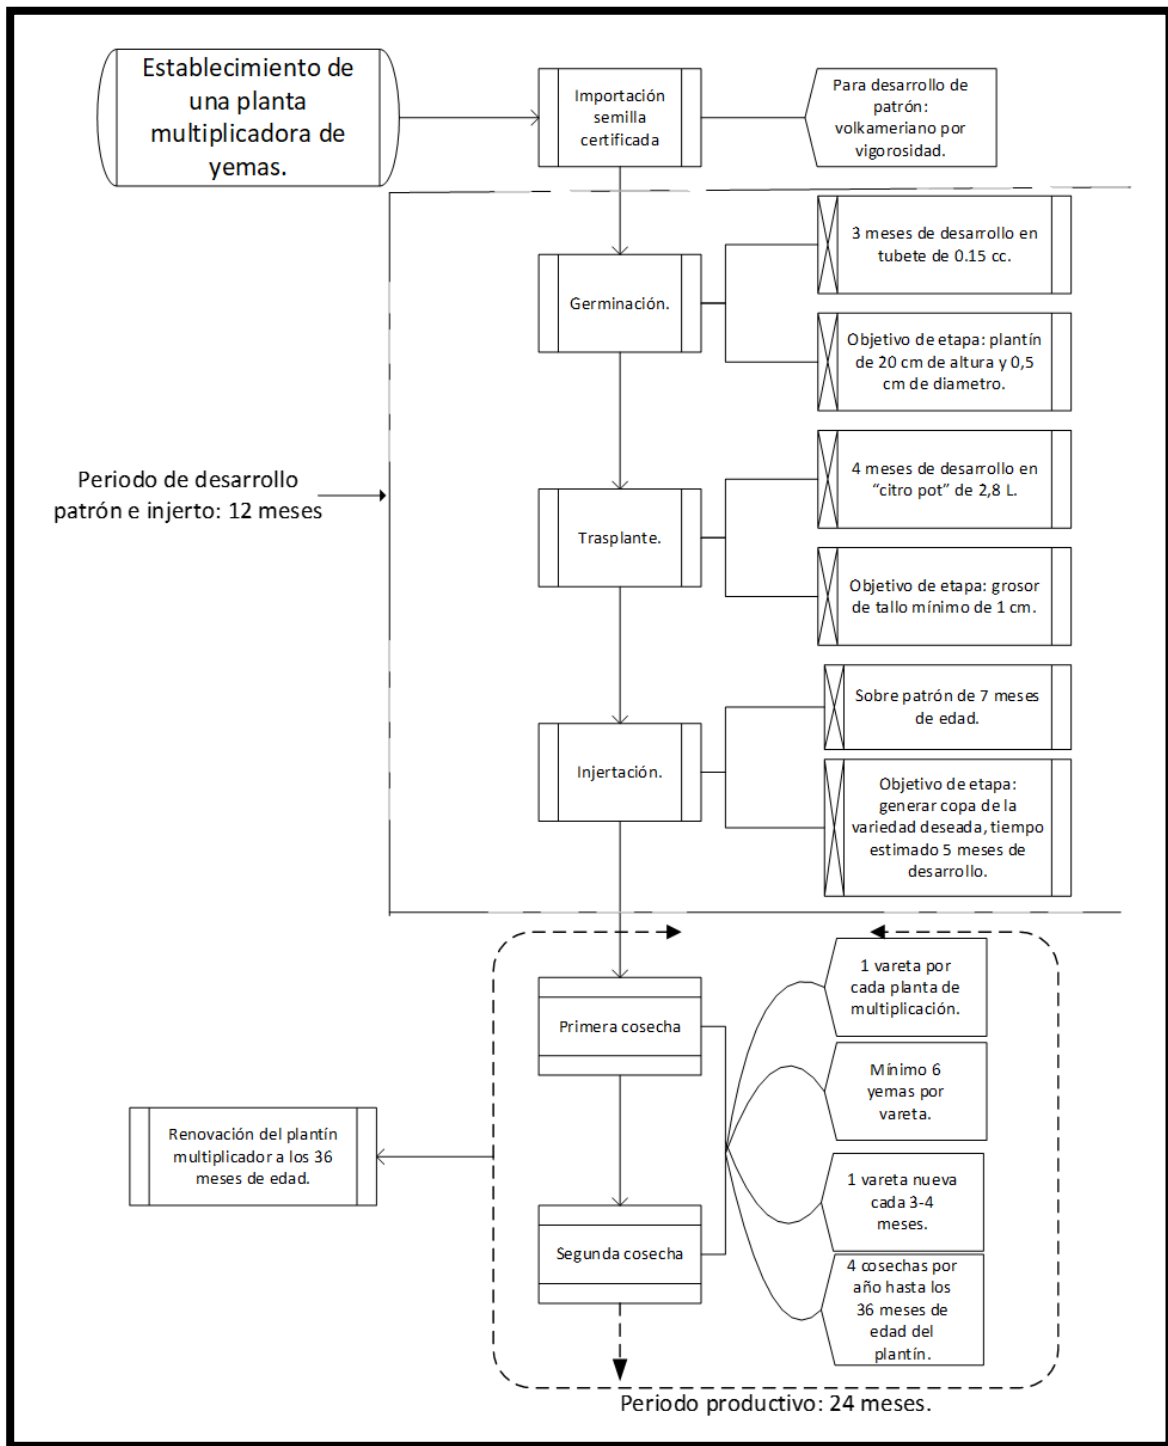 Establecimiento de
una planta
multiplicadora de
yemas.
Importación
semilla
certificada
Para desarrollo de
patrón:
volkameriano por
vigorosidad.
3 meses de desarrollo en
tubete de 0.15 cc.
Germinación.
Objetivo de etapa: plantín
de 20 cm de altura y 0,5
cm de diametro.
Periodo de desarrollo
patrón e injerto: 12 meses
4 meses de desarrollo en
“citro pot” de 2,8 L.
Trasplante.
Objetivo de etapa: grosor
de tallo mínimo de 1 cm.
Sobre patrón de 7 meses
de edad.
Injertación.
Objetivo de etapa:
generar copa de la
variedad deseada, tiempo
estimado 5 meses de
desarrollo.
1 vareta por
cada planta de
multiplicación.
Primera cosecha
Mínimo 6
yemas por
vareta.
Renovación del plantín
multiplicador a los 36
meses de edad.
1 vareta nueva
cada 3-4
meses.
Segunda cosecha
4 cosechas por
año hasta los
36 meses de
edad del
plantín.
Periodo productivo: 24 meses.